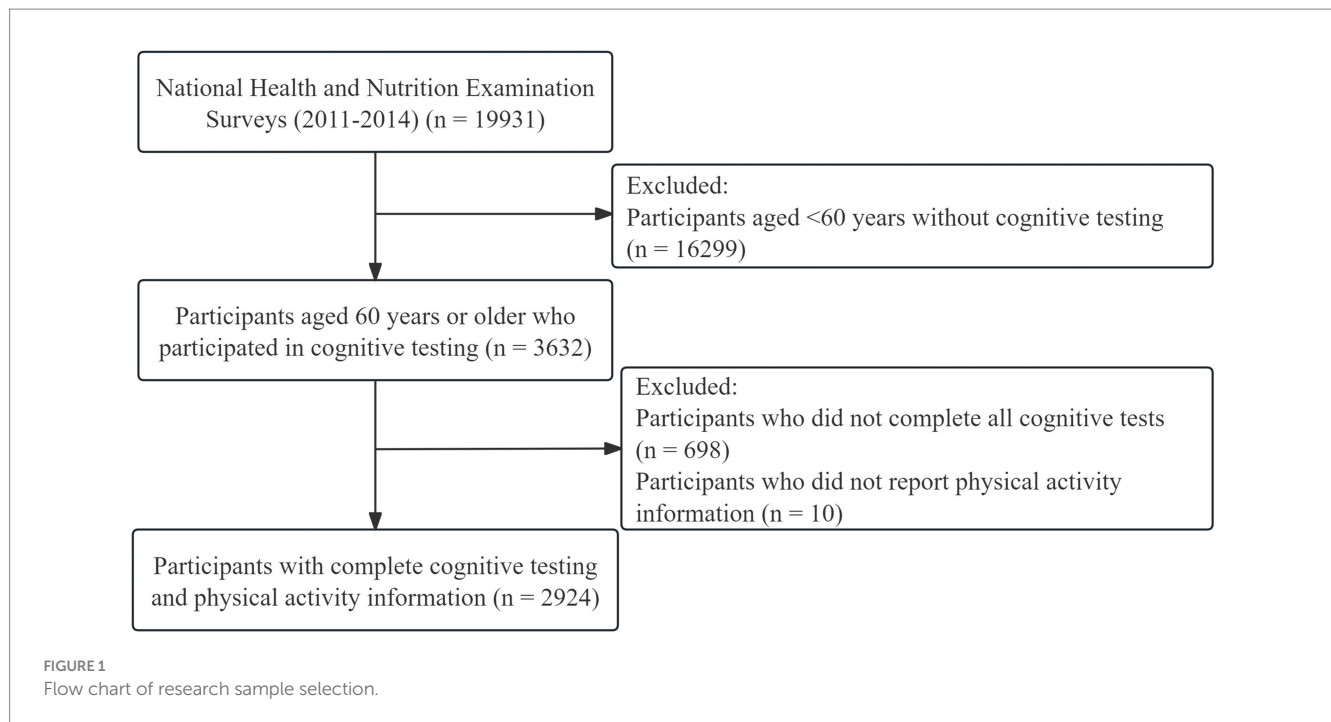 National Health and Nutrition Examination
Surveys (2011-2014) (n = 19931)
Excluded:
Participants aged <60 years without cognitive testing
(n = 16299)
Participants aged 60 years or older who
participated in cognitive testing (n = 3632)
Excluded:
Participants who did not complete all cognitive tests
(n = 698)
Participants who did not report physical activity
information (n = 10)
Participants with complete cognitive testing
and physical activity information (n = 2924)
FIGURE 1
Flow chart of research sample selection.